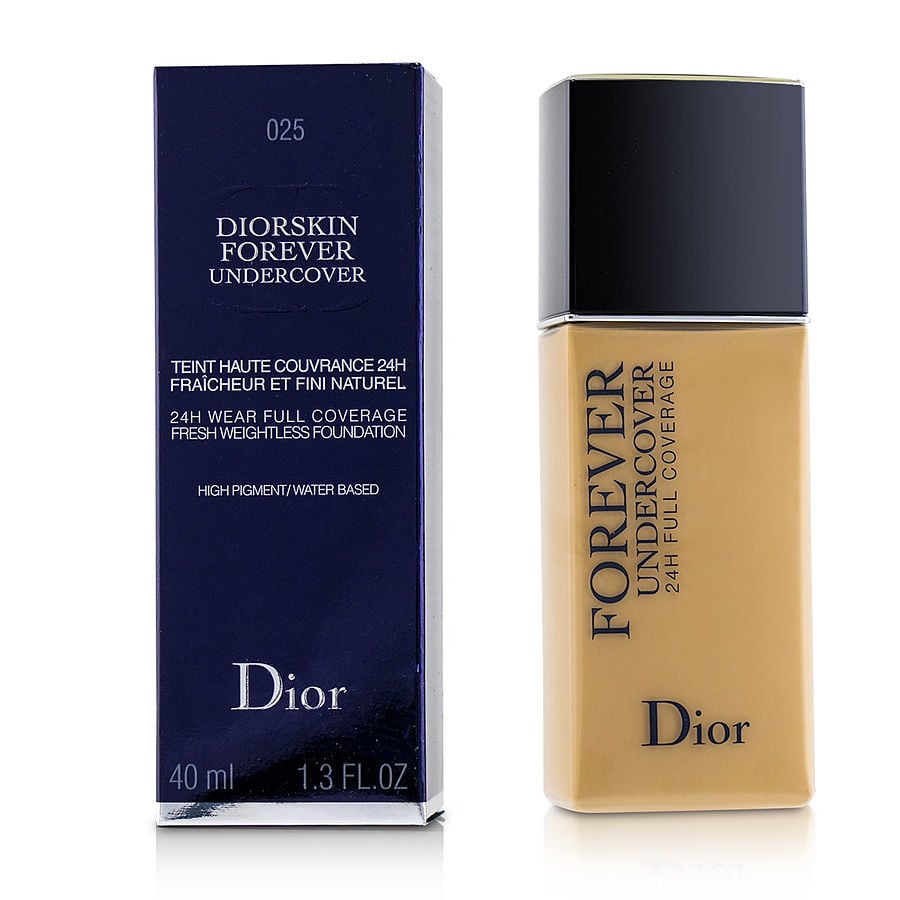 025
DIORSKIN
FOREVER
UNDERCOVER
TEINT HAUTE COUVRANCE 24H
FRAÎCHEUR ET FINI NATUREL
24H WEAR FULL COVERAGE
FRESH WEIGHTLESS FOUNDATION
HIGH PIGMENT/WATER BASED
Dior
40 ml 1.3 FL.OZ
FOREVER
UNDERCOVER
24H FULL COVERAGE
Dior